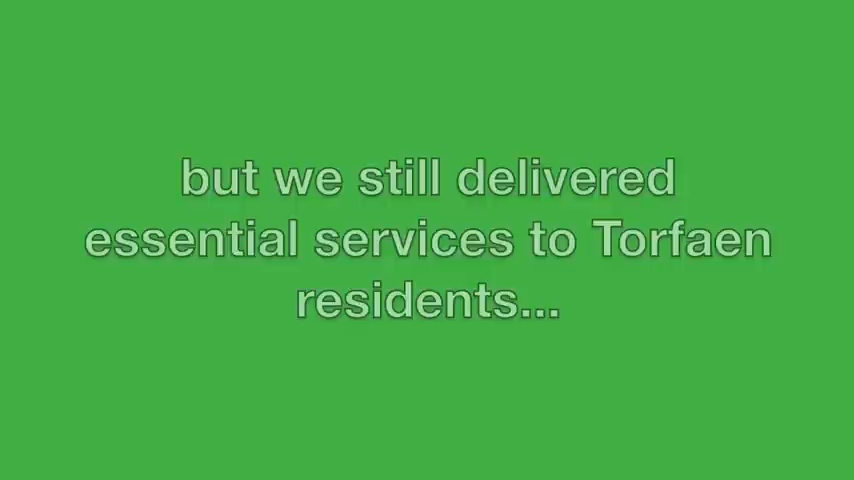 but we still delivered
essential services to Torfaen
residents...